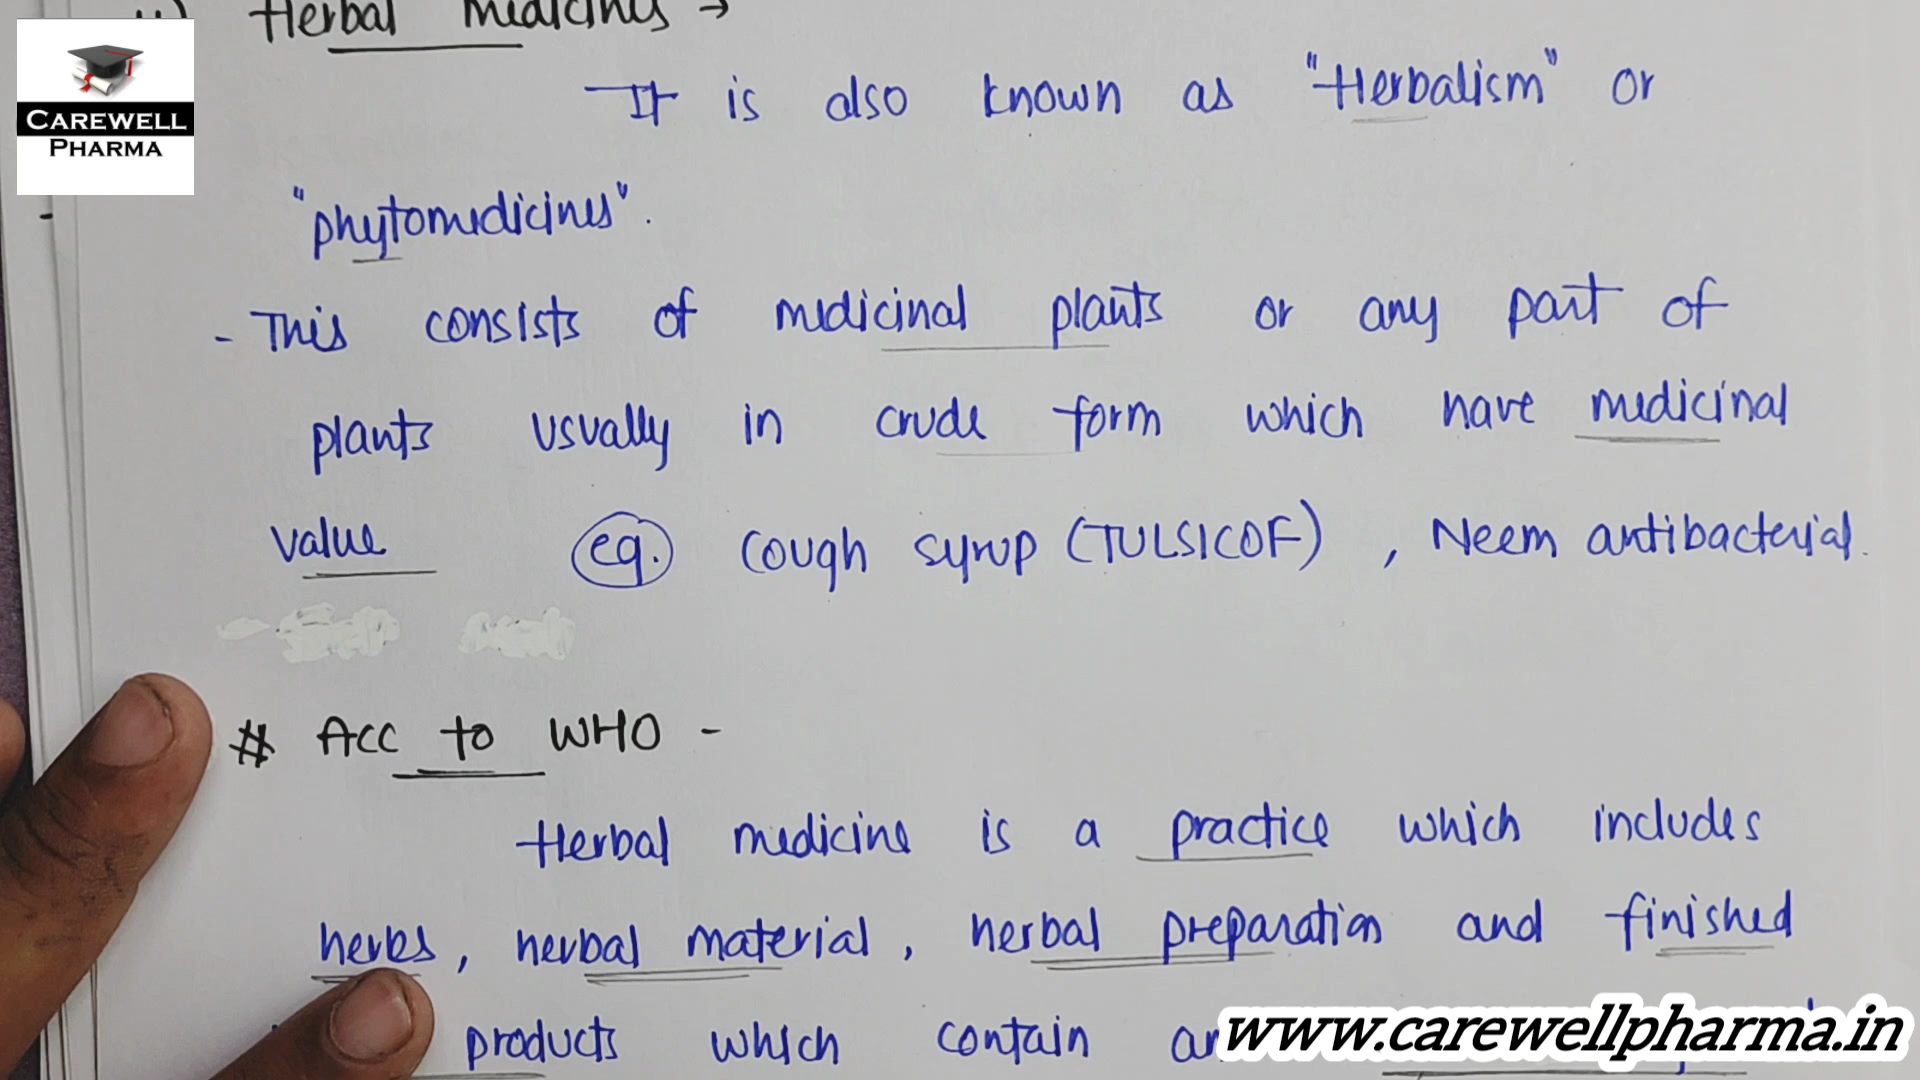 Herbal Medicines →
CAREWELL
PHARMA
It is also known as "Herbalism" or
"phytomedicines".
- This consists of medicinal plants or any part of
plants usually in crude form which have medicinal
value eg. Cough syrup (TULSICOF), Neem antibacterial.
# Acc to WHO -
Herbal medicine is a practice which includes
herbs, herbal material, herbal preparation and finished
products which contain
www.carewellpharma.in